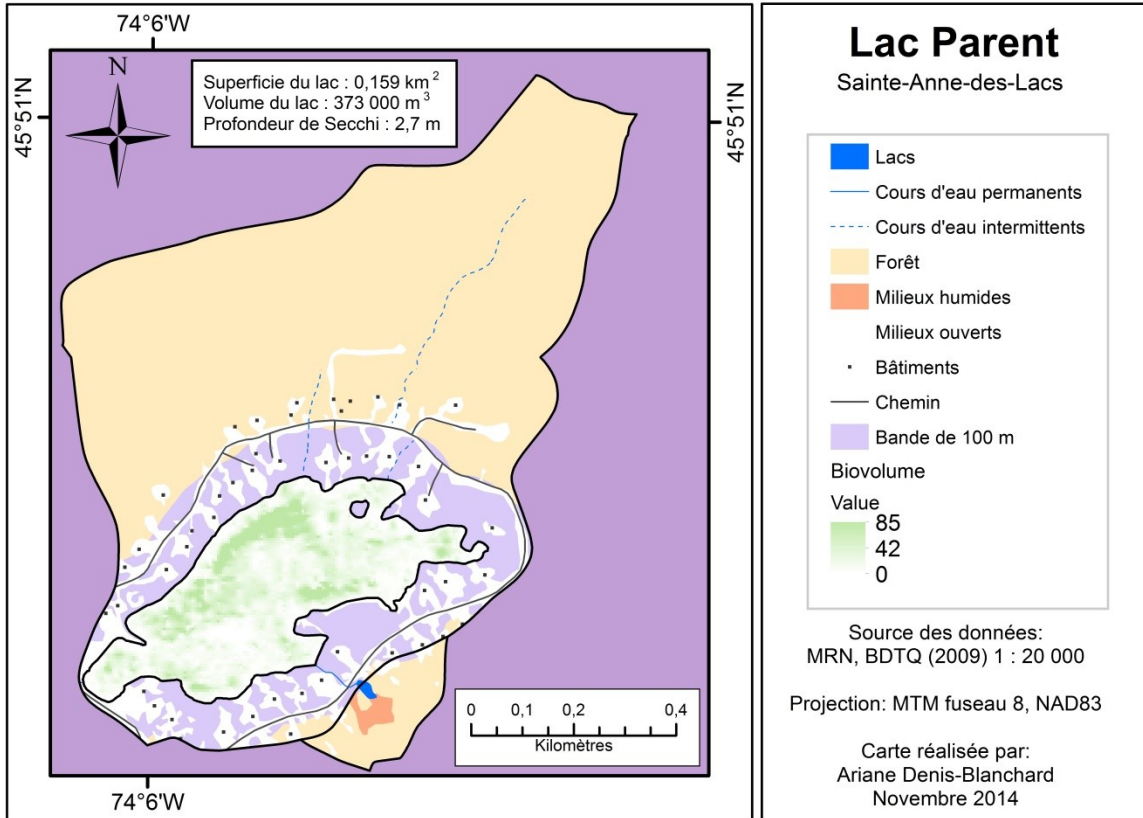 74°6'W
45°51'N
N
Superficie du lac : 0,159 km²
Volume du lac : 373 000 m³
Profondeur de Secchi : 2,7 m
45°51'N
0 0,1 0,2 0,4
Kilomètres
74°6'W
Lac Parent
Sainte-Anne-des-Lacs
Lacs
Cours d'eau permanents
Cours d'eau intermittents
Forêt
Milieux humides
Milieux ouverts
Bâtiments
Chemin
Bande de 100 m
Biovolume
Value
85
42
0
Source des données:
MRN, BDTQ (2009) 1 : 20 000
Projection: MTM fuseau 8, NAD83
Carte réalisée par:
Ariane Denis-Blanchard
Novembre 2014